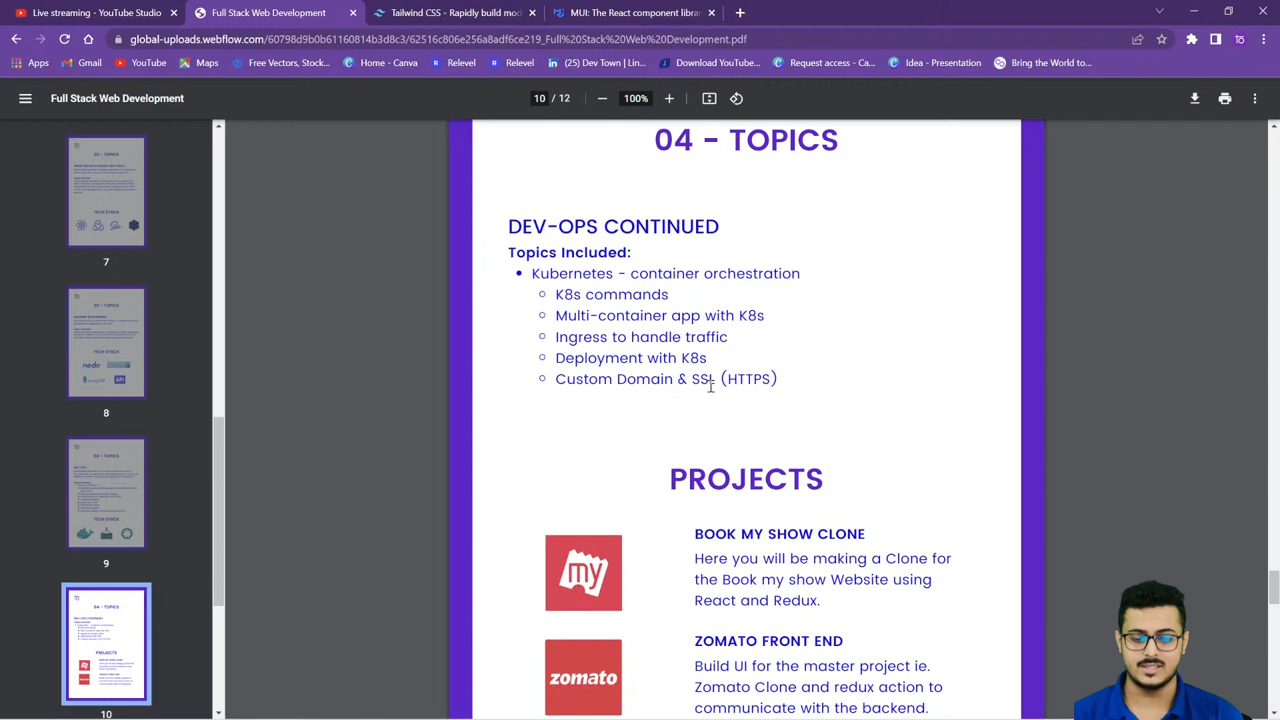 (7) YouTube
Full Stack Web Development
Tailwind CSS - Rapidly build mod
MUI: The React component libra
global-uploads.webflow.com/60798d9b0b61160814b3d8c3/62516c806e256a8adf6ce219_Full%20Stack%20Web%20Development.pdf
Apps
Gmail
YouTube
Maps
Free Vectors, Stock...
Home - Canva
Relevel
Relevel
(25) Dev Town | Lin...
Download YouTube...
Request access - Ca...
Idea - Presentation
Bring the World to...
Full Stack Web Development
10 / 12
100%
7
8
9
10
04 - TOPICS
DEV-OPS CONTINUED
Topics Included:
Kubernetes - container orchestration
K8s commands
Multi-container app with K8s
Ingress to handle traffic
Deployment with K8s
Custom Domain & SSL (HTTPS)
PROJECTS
my
BOOK MY SHOW CLONE
Here you will be making a Clone for
the Book my show Website using
React and Redux.
zomato
ZOMATO FRONT END
Build UI for the master project ie.
Zomato Clone and redux action to
communicate with the backend.